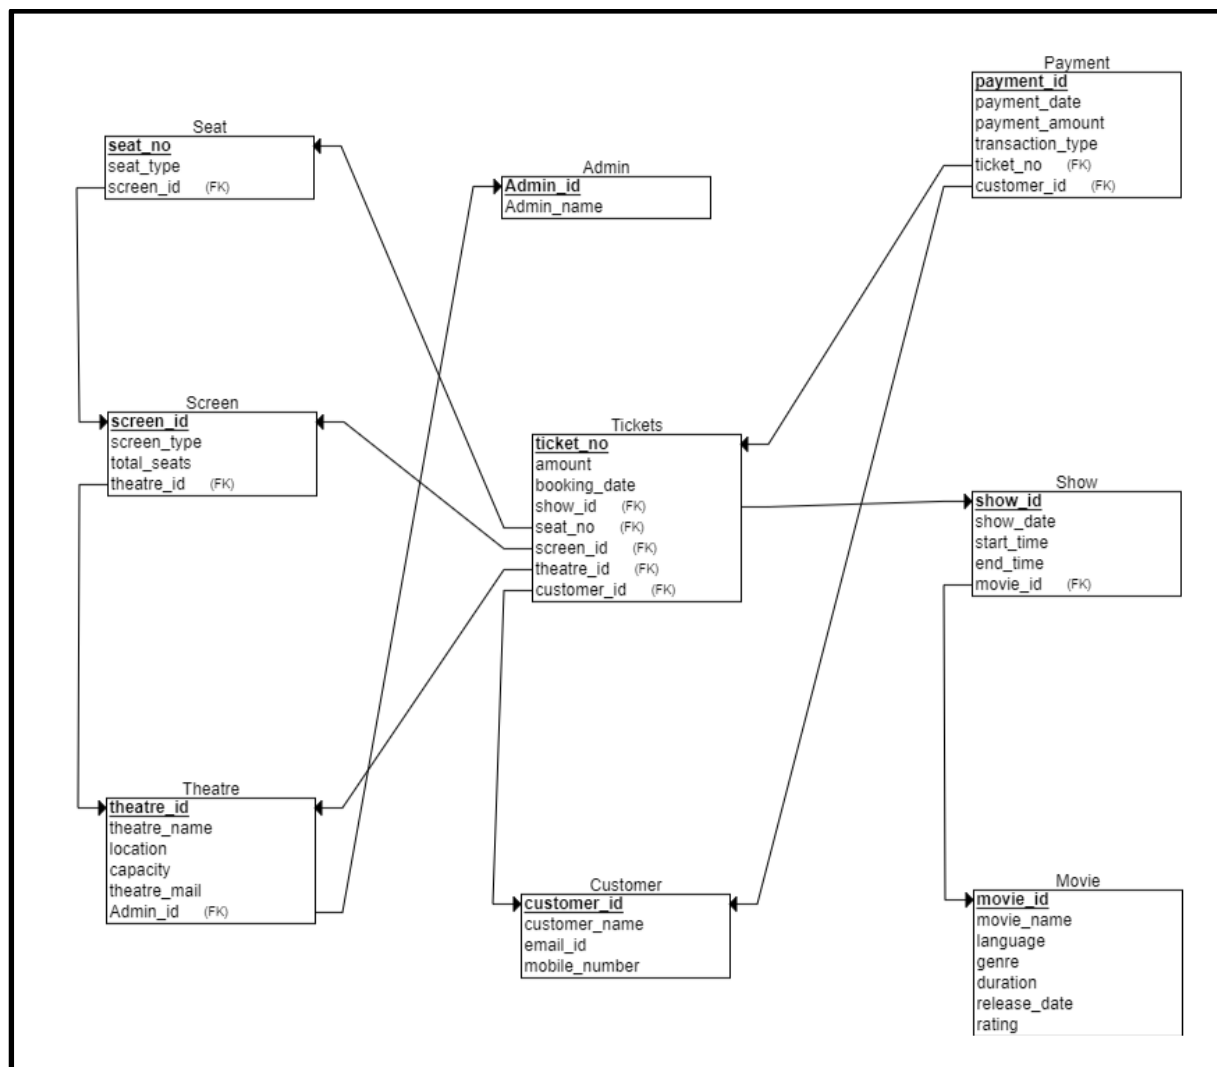 Payment
payment_id
payment_date
payment_amount
transaction_type
ticket_no (FK)
customer_id (FK)
Seat
seat_no
seat_type
screen_id (FK)
Admin
Admin_id
Admin_name
Screen
screen_id
screen_type
total_seats
theatre_id (FK)
Tickets
ticket_no
amount
booking_date
show_id (FK)
seat_no (FK)
screen_id (FK)
theatre_id (FK)
customer_id (FK)
Show
show_id
show_date
start_time
end_time
movie_id (FK)
Theatre
theatre_id
theatre_name
location
capacity
theatre_mail
Admin_id (FK)
Customer
customer_id
customer_name
email_id
mobile_number
Movie
movie_id
movie_name
language
genre
duration
release_date
rating